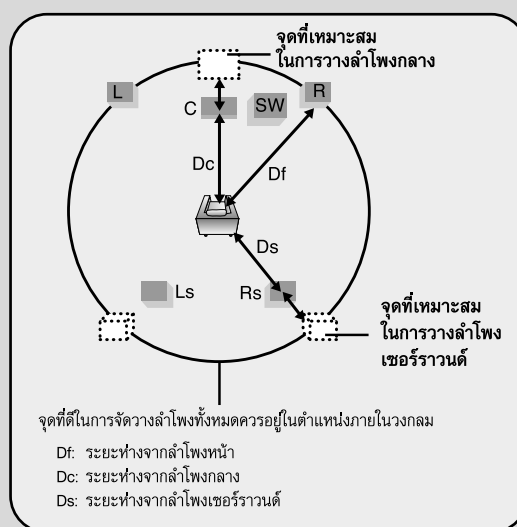 จุดที่เหมาะสม
ในการวางลำโพงกลาง
L
C
SW
R
Dc
Df
Ds
Ls
Rs
จุดที่เหมาะสม
ในการวางลำโพง
เซอร์ราวนด์
จุดที่ดีในการจัดวางลำโพงทั้งหมดควรอยู่ในตำแหน่งภายในวงกลม
Df: ระยะห่างจากลำโพงหน้า
Dc: ระยะห่างจากลำโพงกลาง
Ds: ระยะห่างจากลำโพงเซอร์ราวนด์